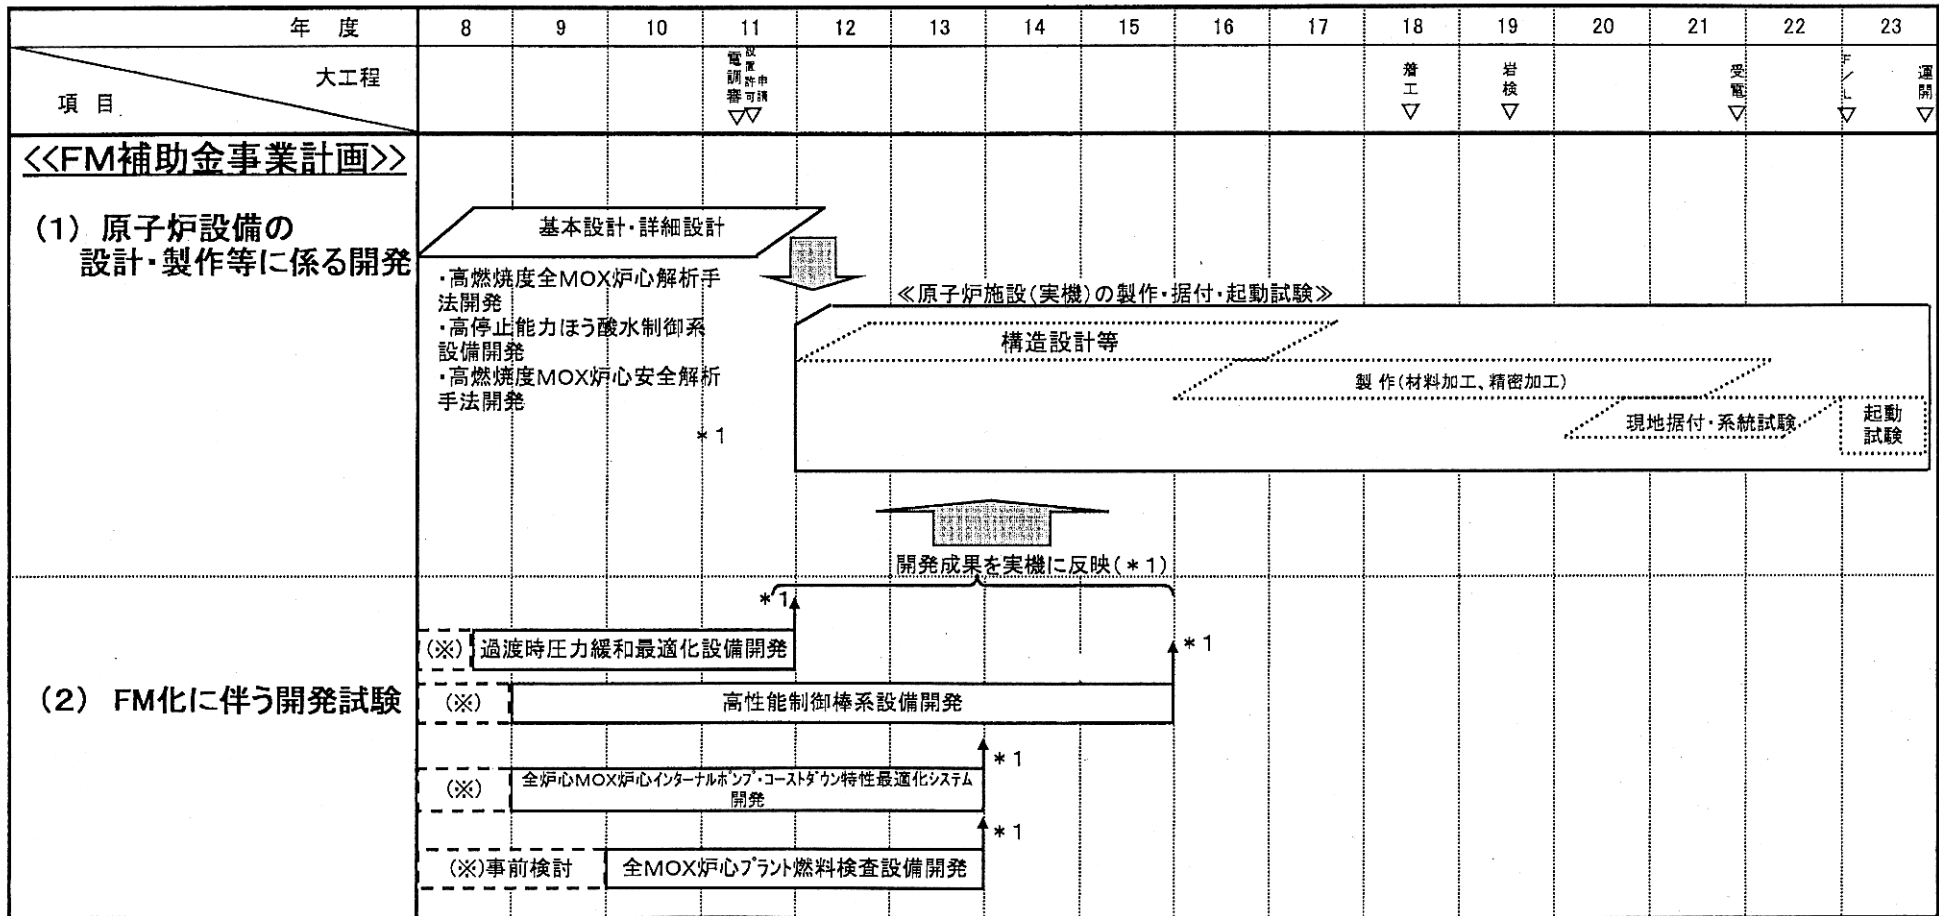 年 度 8 9 10 11 12 13 14 15 16 17 18 19 20 21 22 23
大工程
項 目
電調審
設置許可
申請
着工
岩検
受電
F/L
運開
▽▽ ▽ ▽ ▽ ▽ ▽
<<FM補助金事業計画>>
(1) 原子炉設備の
設計・製作等に係る開発
基本設計・詳細設計
・高燃焼度全MOX炉心解析手
法開発
・高停止能力ほう酸水制御系
設備開発
・高燃焼度MOX炉心安全解析
手法開発
*1
≪原子炉施設(実機)の製作・据付・起動試験≫
構造設計等
製 作(材料加工、精密加工)
現地据付・系統試験
起動
試験
開発成果を実機に反映(*1)
(2) FM化に伴う開発試験
*1
(※) 過渡時圧力緩和最適化設備開発
*1
(※) 高性能制御棒系設備開発
*1
(※) 全炉心MOX炉心インターナルポンプ・コーストダウン特性最適化システム
開発
*1
(※)事前検討 全MOX炉心プラント燃料検査設備開発